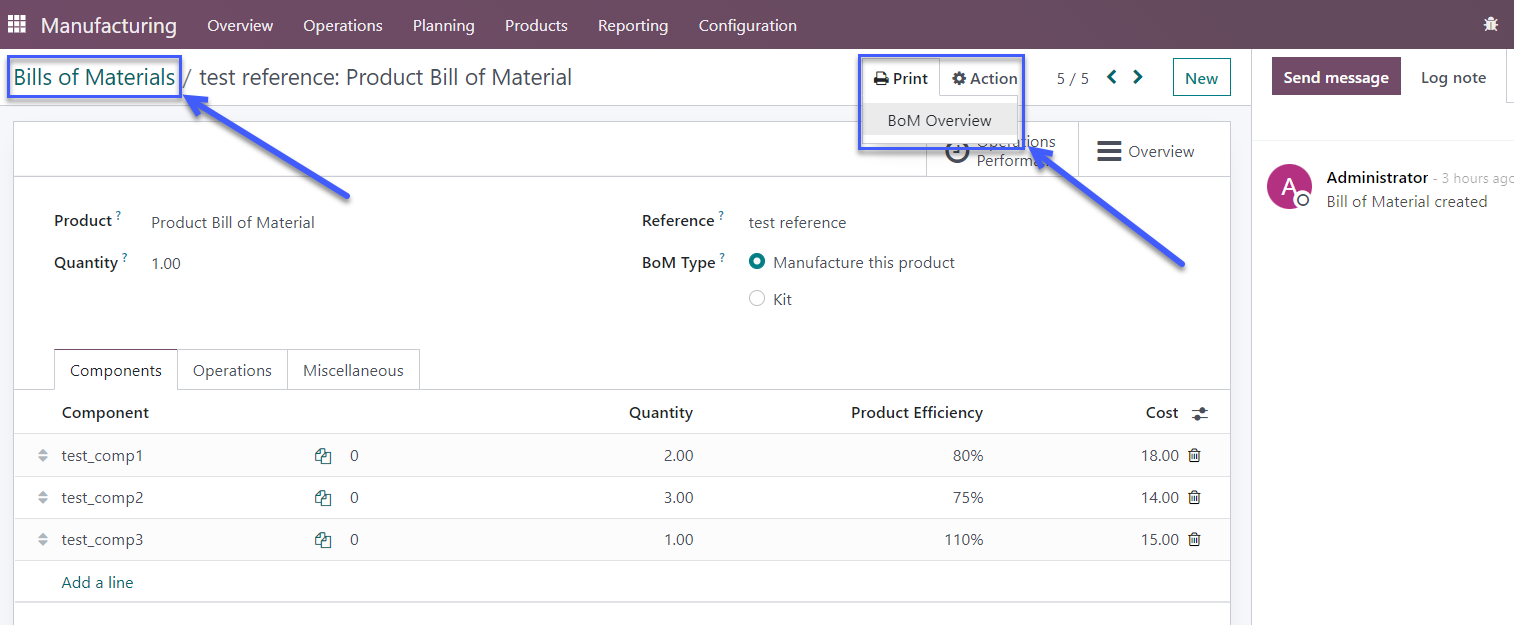 Manufacturing Overview Operations Planning Products Reporting Configuration
Bills of Materials / test reference: Product Bill of Material
Print Action 5 / 5 New
BoM Overview
Operations
Performa
Overview
Send message Log note
A Administrator - 3 hours ago
Bill of Material created
Product ? Product Bill of Material
Reference ? test reference
Quantity ? 1.00
BoM Type ? Manufacture this product
Kit
Components Operations Miscellaneous
Component Quantity Product Efficiency Cost
test_comp1 0 2.00 80% 18.00
test_comp2 0 3.00 75% 14.00
test_comp3 0 1.00 110% 15.00
Add a line